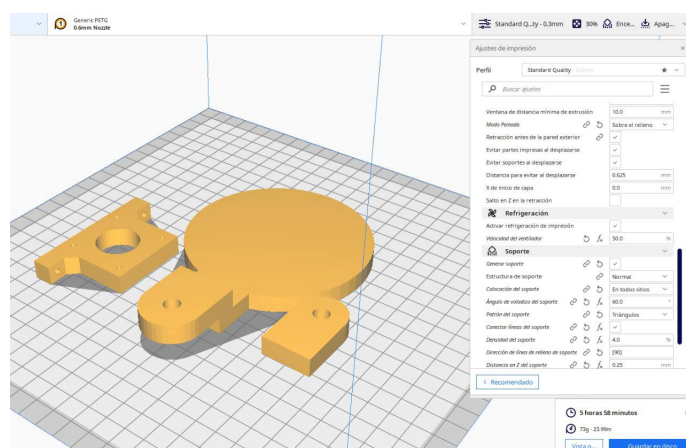 Generic PETG
0.6mm Nozzle
Standard Q...ty - 0.3mm
30%
Ence...
Apag...
Ajustes de impresión
Perfil
Standard Quality
Buscar ajustes
Ventana de distancia mínima de extrusión 10.0 mm
Modo Peinada Sobre el relleno
Retracción antes de la pared exterior
Evitar partes impresas al desplazarse
Evitar soportes al desplazarse
Distancia para evitar al desplazarse 0.625 mm
X de inicio de capa 0.0 mm
Salto en Z en la retracción
Refrigeración
Activar refrigeración de impresión
Velocidad del ventilador 50.0 %
Soporte
Generar soporte
Estructura de soporte Normal
Colocación del soporte En todos sitios
Ángulo de voladizo del soporte 60.0 °
Patrón del soporte Triángulos
Conectar líneas del soporte
Densidad del soporte 4.0 %
Dirección de línea de relleno de soporte [90]
Distancia en Z del soporte 0.25 mm
< Recomendado
5 horas 58 minutos
73g · 23.99m
Vista p...
Guardar en disco